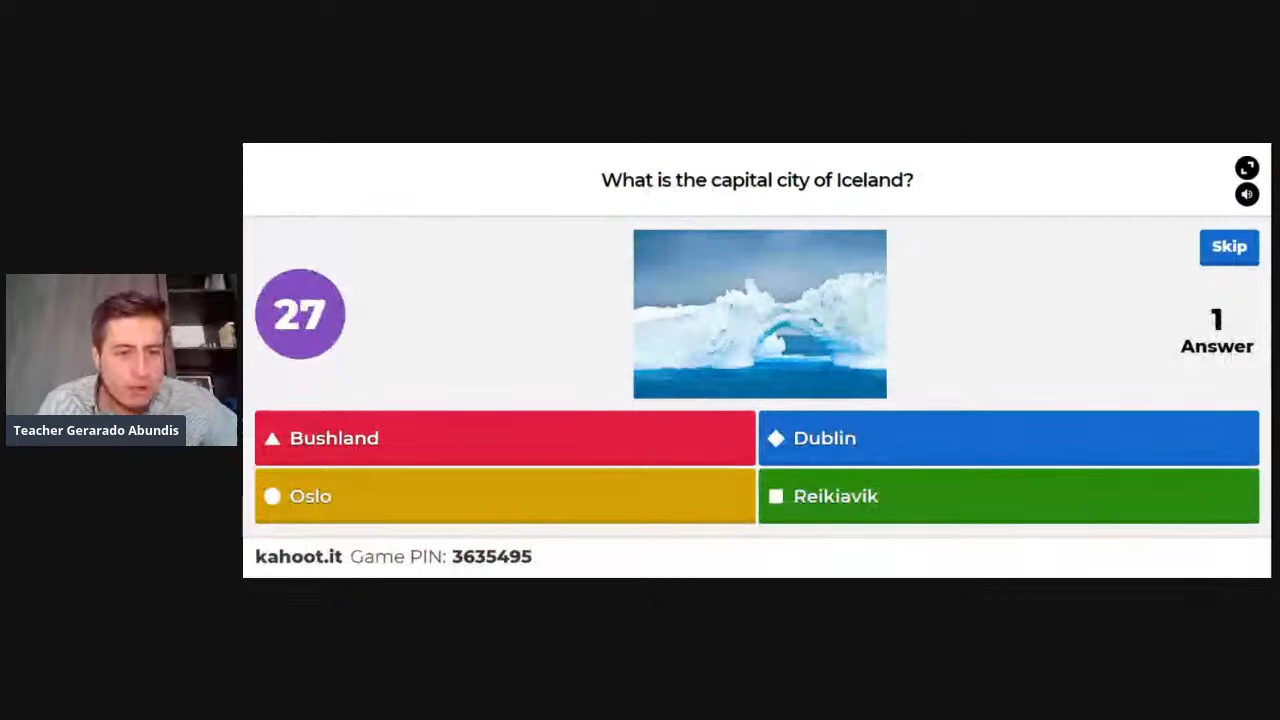 What is the capital city of Iceland?
Skip
27
1
Answer
Teacher Gerarado Abundis
Bushland
Dublin
Oslo
Reikiavik
kahoot.it Game PIN: 3635495